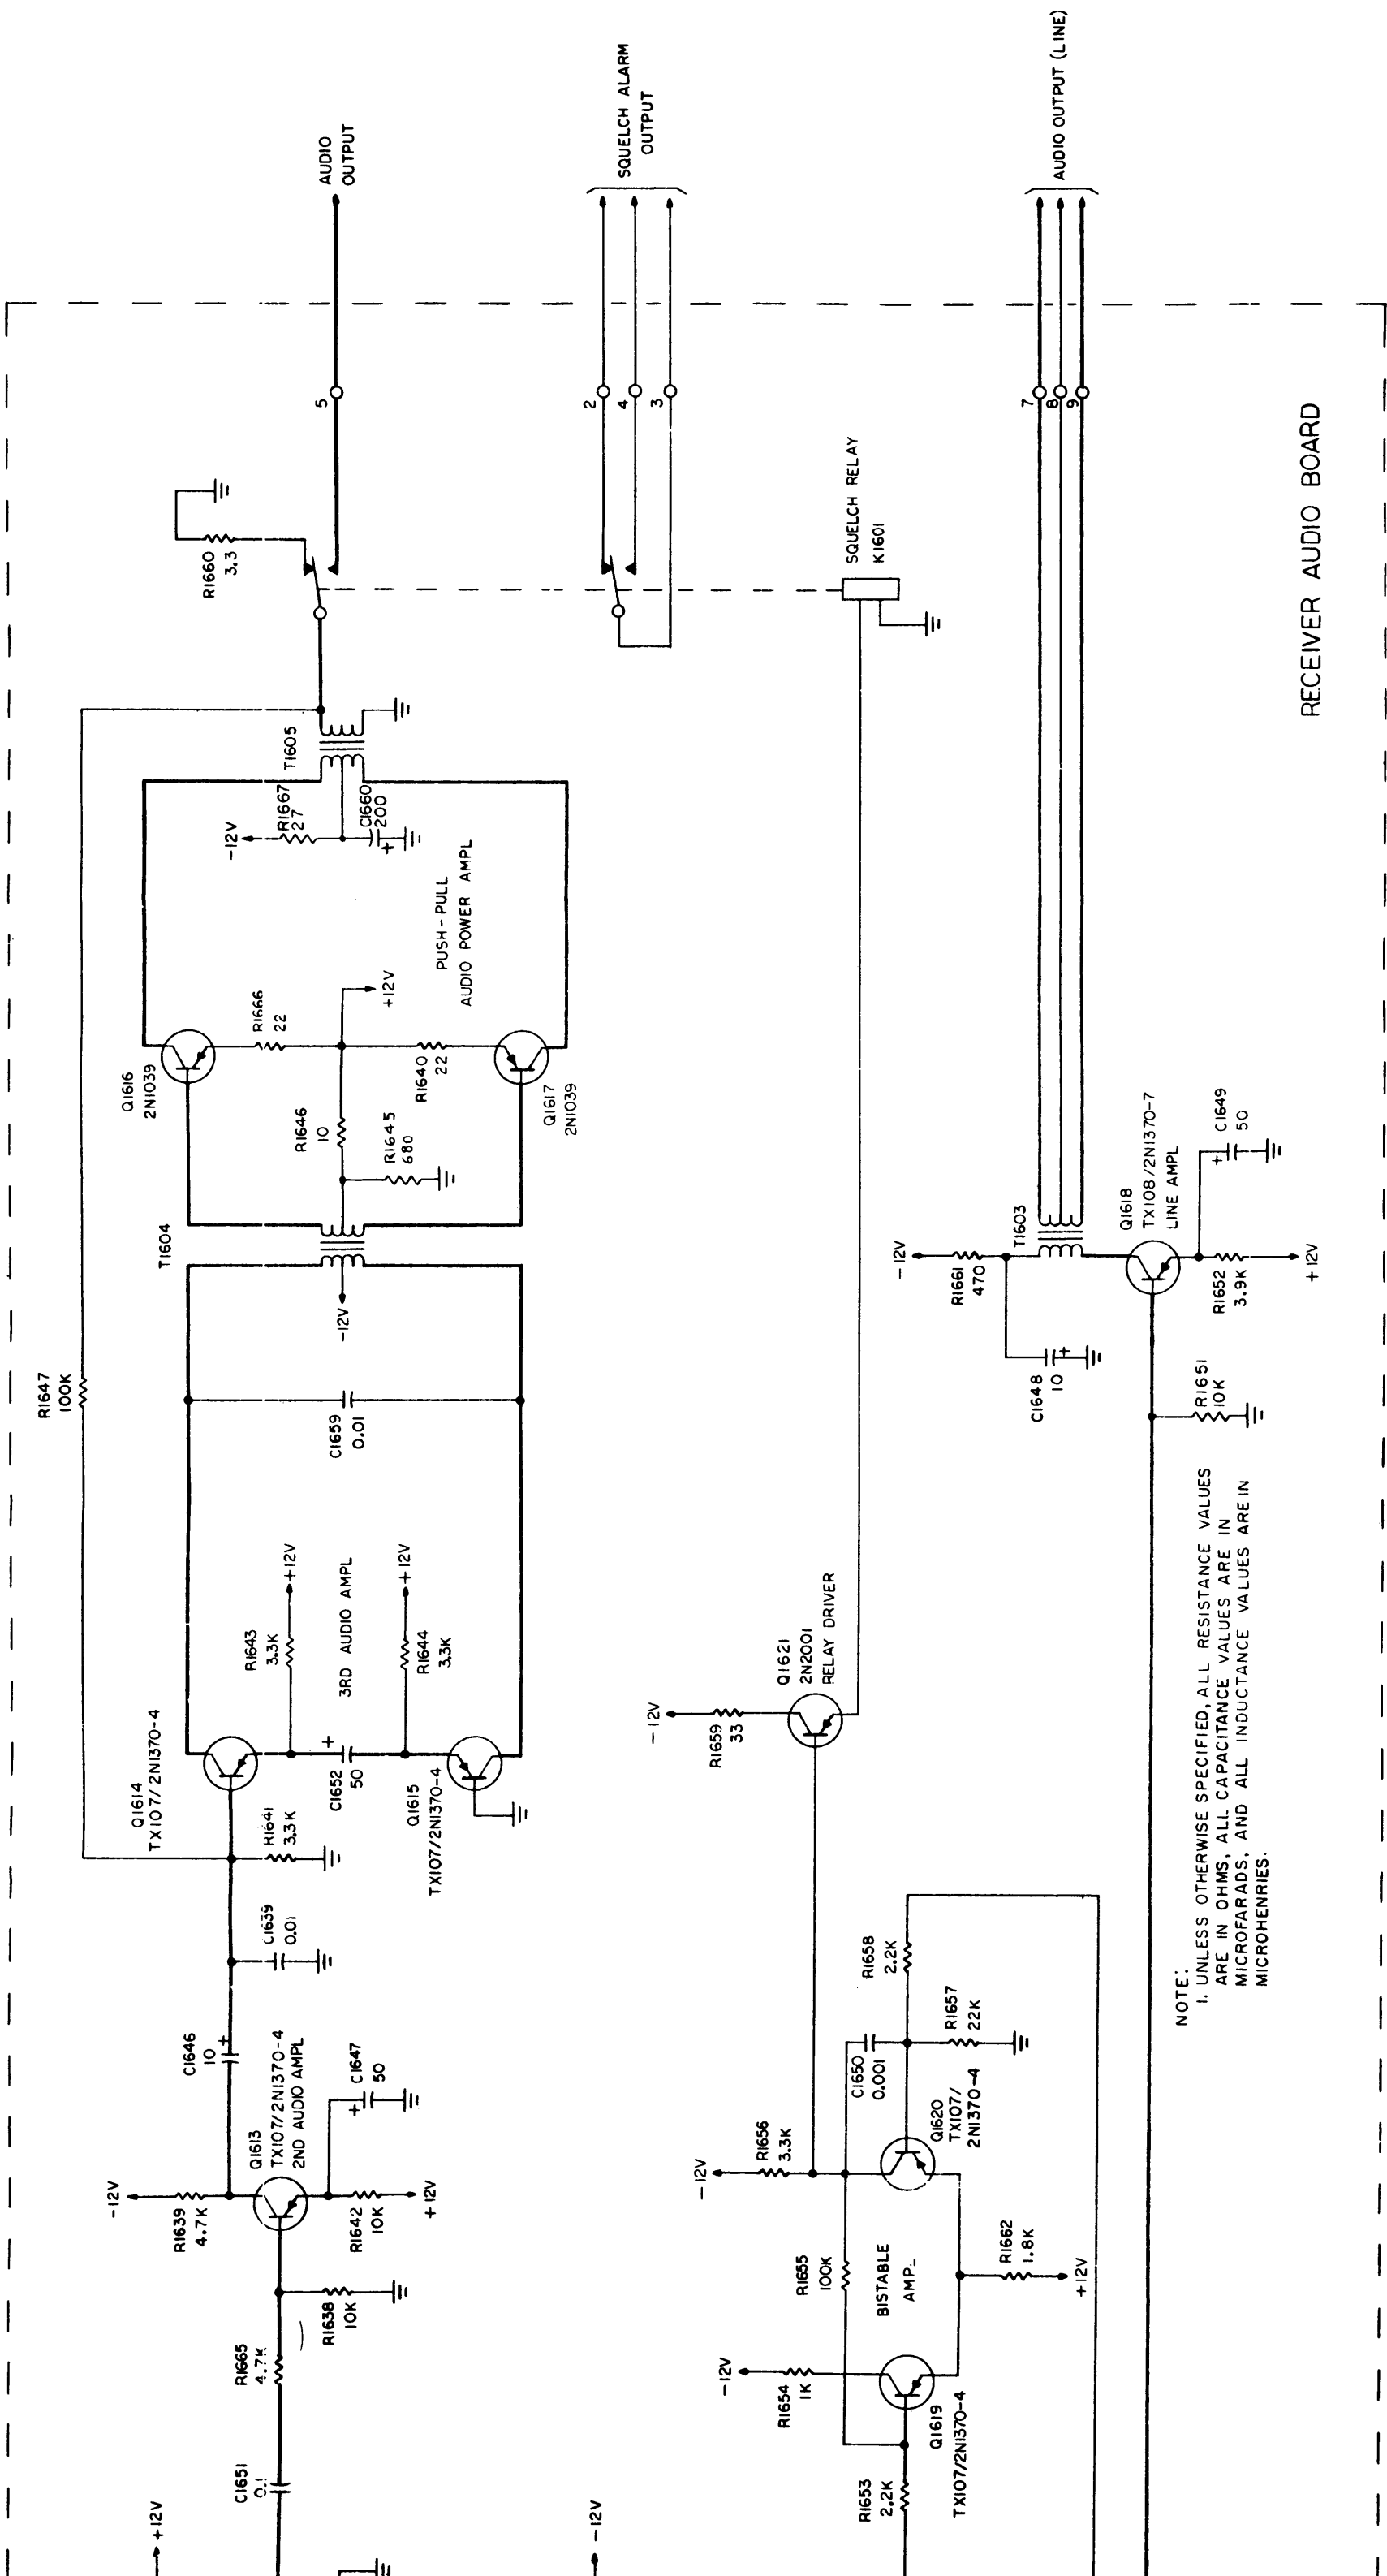 AUDIO
OUTPUT
SQUELCH ALARM
OUTPUT
AUDIO OUTPUT (LINE)
5
2
4
3
7
8
9
R1660
3.3
SQUELCH RELAY
K1601
RECEIVER AUDIO BOARD
T1605
-12V
R1667
27
C1660
200
+
PUSH-PULL
AUDIO POWER AMPL
+12V
R1666
22
Q1616
2N1039
R1640
22
Q1617
2N1039
R1646
10
R1645
680
T1604
-12V
R1647
100K
C1659
0.01
R1643
3.3K
+12V
3RD AUDIO AMPL
R1644
3.3K
+12V
Q1614
TX107/2N1370-4
C1652
50
+
Q1615
TX107/2N1370-4
R1641
3.3K
C1639
0.01
C1646
10
+
Q1613
TX107/2N1370-4
2ND AUDIO AMPL
C1647
50
+
-12V
R1639
4.7K
R1642
10K
+12V
R1638
10K
R1665
4.7K
C1651
0.1
+12V
-12V
T1603
Q1618
TX108/2N1370-7
LINE AMPL
C1649
50
+
-12V
R1661
470
R1652
3.9K
+12V
C1648
10
+
R1651
10K
Q1621
2N2001
RELAY DRIVER
-12V
R1659
33
R1658
2.2K
R1657
22K
C1650
0.001
Q1620
TX107/
2N1370-4
-12V
R1656
3.3K
R1655
100K
BISTABLE
AMP_
R1662
1.8K
+12V
-12V
R1654
1K
Q1619
TX107/2N1370-4
R1653
2.2K
NOTE:
1. UNLESS OTHERWISE SPECIFIED, ALL RESISTANCE VALUES
ARE IN OHMS, ALL CAPACITANCE VALUES ARE IN
MICROFARADS, AND ALL INDUCTANCE VALUES ARE IN
MICROHENRIES.